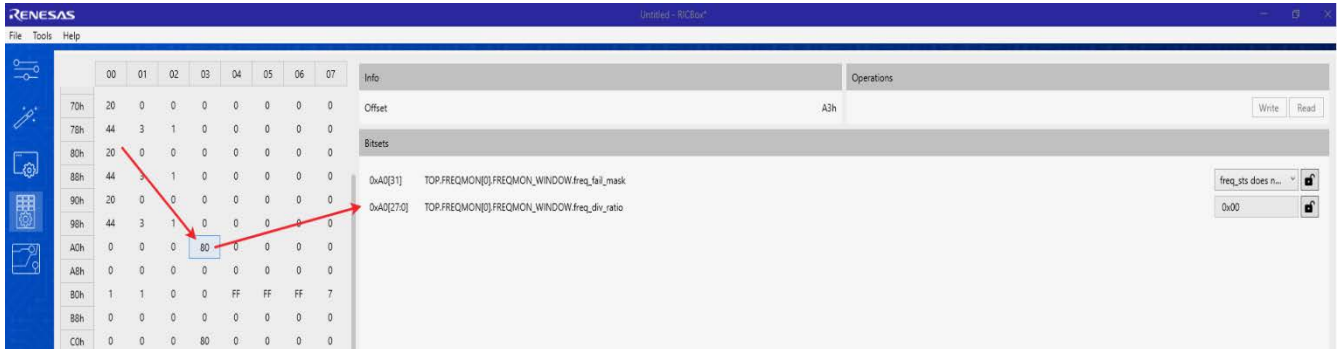 RENESAS
Untitled - RICBox*
File Tools Help
00 01 02 03 04 05 06 07
70h 20 0 0 0 0 0 0 0
78h 44 3 1 0 0 0 0 0
80h 20 0 0 0 0 0 0 0
88h 44 3 1 0 0 0 0 0
90h 20 0 0 0 0 0 0 0
98h 44 3 1 0 0 0 0 0
A0h 0 0 0 80 0 0 0 0
A8h 0 0 0 0 0 0 0 0
B0h 1 1 0 0 FF FF FF 7
B8h 0 0 0 0 0 0 0 0
C0h 0 0 0 80 0 0 0 0
Info
Offset A3h
Operations
Write Read
Bitsets
0xA0[31] TOP.FREQMON[0].FREQMON_WINDOW.freq_fail_mask freq_sts does n...
0xA0[27:0] TOP.FREQMON[0].FREQMON_WINDOW.freq_div_ratio 0x00